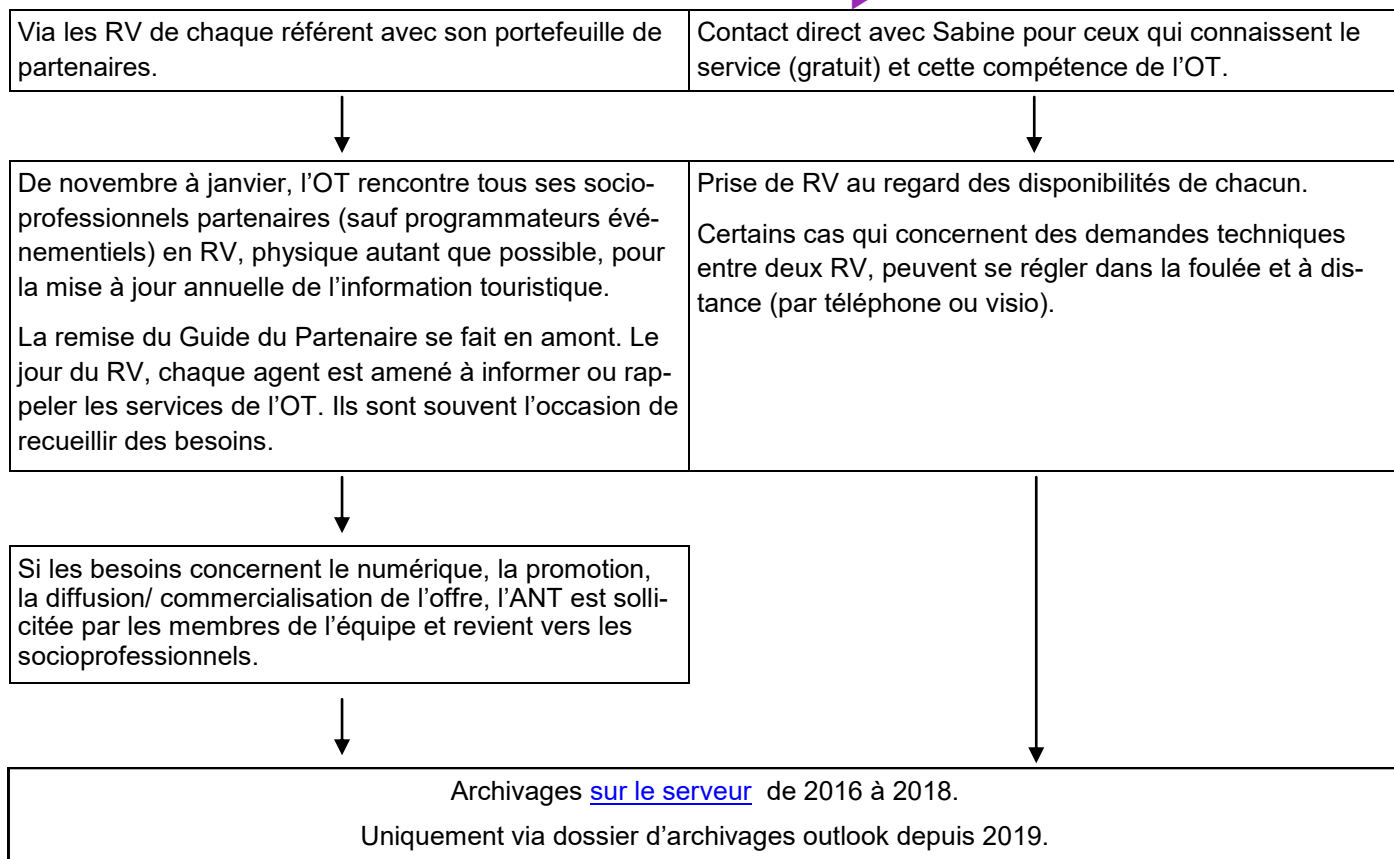 Via les RV de chaque référent avec son portefeuille de
partenaires.
Contact direct avec Sabine pour ceux qui connaissent le
service (gratuit) et cette compétence de l'OT.
De novembre à janvier, l'OT rencontre tous ses socio-
professionnels partenaires (sauf programmateurs évé-
nementiels) en RV, physique autant que possible, pour
la mise à jour annuelle de l'information touristique.
La remise du Guide du Partenaire se fait en amont. Le
jour du RV, chaque agent est amené à informer ou rap-
peler les services de l'OT. Ils sont souvent l'occasion de
recueillir des besoins.
Prise de RV au regard des disponibilités de chacun.
Certains cas qui concernent des demandes techniques
entre deux RV, peuvent se régler dans la foulée et à dis-
tance (par téléphone ou visio).
Si les besoins concernent le numérique, la promotion,
la diffusion/ commercialisation de l'offre, l'ANT est solli-
citée par les membres de l'équipe et revient vers les
socioprofessionnels.
Archivages sur le serveur de 2016 à 2018.
Uniquement via dossier d'archivages outlook depuis 2019.